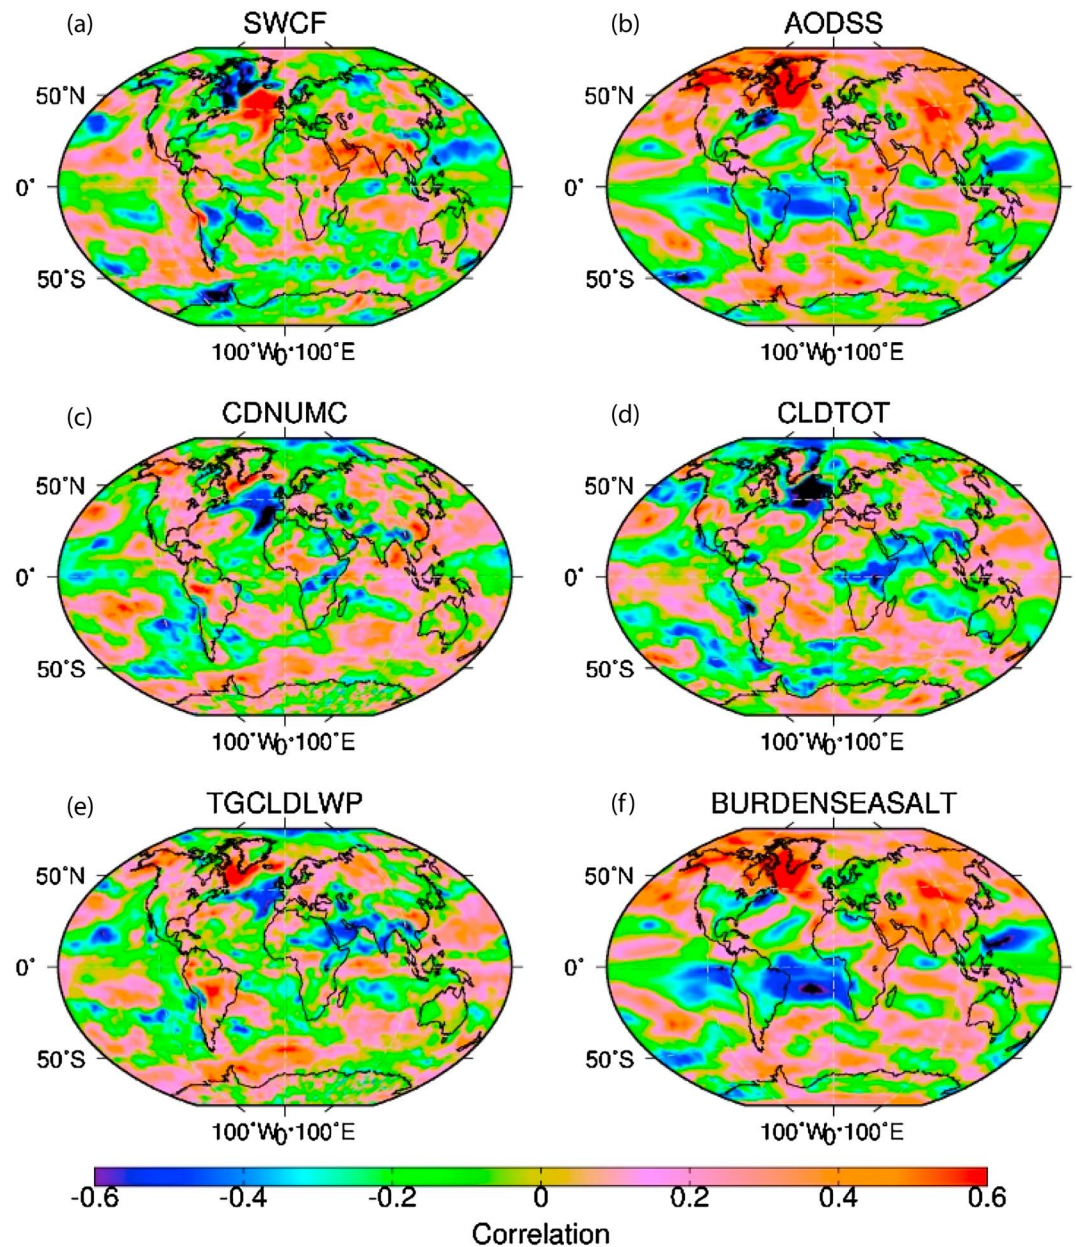 (a) SWCF (b) AODSS
50°N 50°N
0° 0°
50°S 50°S
100°W 0° 100°E 100°W 0° 100°E
(c) CDNUMC (d) CLDTOT
50°N 50°N
0° 0°
50°S 50°S
100°W 0° 100°E 100°W 0° 100°E
(e) TGCLDLWP (f) BURDENSEASALT
50°N 50°N
0° 0°
50°S 50°S
100°W 0° 100°E 100°W 0° 100°E
-0.6 -0.4 -0.2 0 0.2 0.4 0.6
Correlation